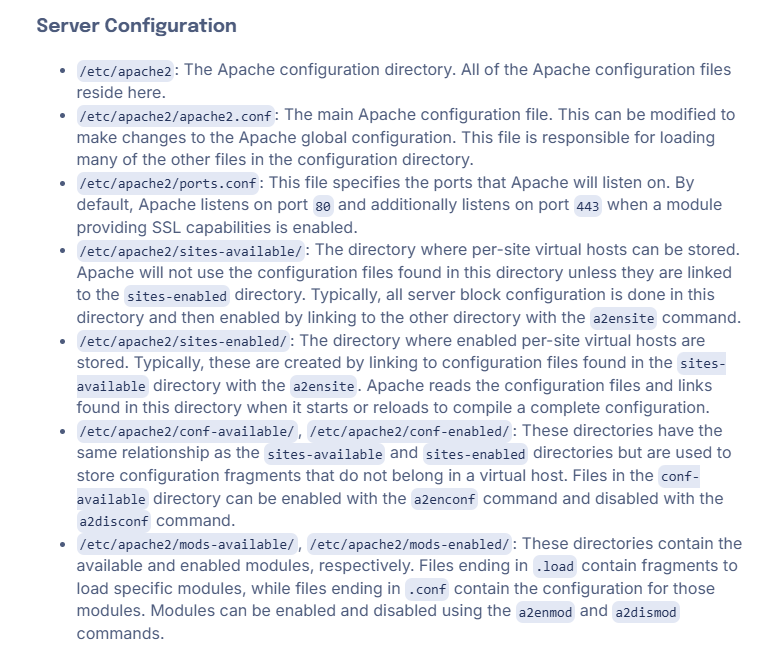 Server Configuration
• /etc/apache2: The Apache configuration directory. All of the Apache configuration files
reside here.
• /etc/apache2/apache2.conf: The main Apache configuration file. This can be modified to
make changes to the Apache global configuration. This file is responsible for loading
many of the other files in the configuration directory.
• /etc/apache2/ports.conf: This file specifies the ports that Apache will listen on. By
default, Apache listens on port 80 and additionally listens on port 443 when a module
providing SSL capabilities is enabled.
• /etc/apache2/sites-available/: The directory where per-site virtual hosts can be stored.
Apache will not use the configuration files found in this directory unless they are linked
to the sites-enabled directory. Typically, all server block configuration is done in this
directory and then enabled by linking to the other directory with the a2ensite command.
• /etc/apache2/sites-enabled/: The directory where enabled per-site virtual hosts are
stored. Typically, these are created by linking to configuration files found in the sites-
available directory with the a2ensite. Apache reads the configuration files and links
found in this directory when it starts or reloads to compile a complete configuration.
• /etc/apache2/conf-available/, /etc/apache2/conf-enabled/: These directories have the
same relationship as the sites-available and sites-enabled directories but are used to
store configuration fragments that do not belong in a virtual host. Files in the conf-
available directory can be enabled with the a2enconf command and disabled with the
a2disconf command.
• /etc/apache2/mods-available/, /etc/apache2/mods-enabled/: These directories contain the
available and enabled modules, respectively. Files ending in .load contain fragments to
load specific modules, while files ending in .conf contain the configuration for those
modules. Modules can be enabled and disabled using the a2enmod and a2dismod
commands.